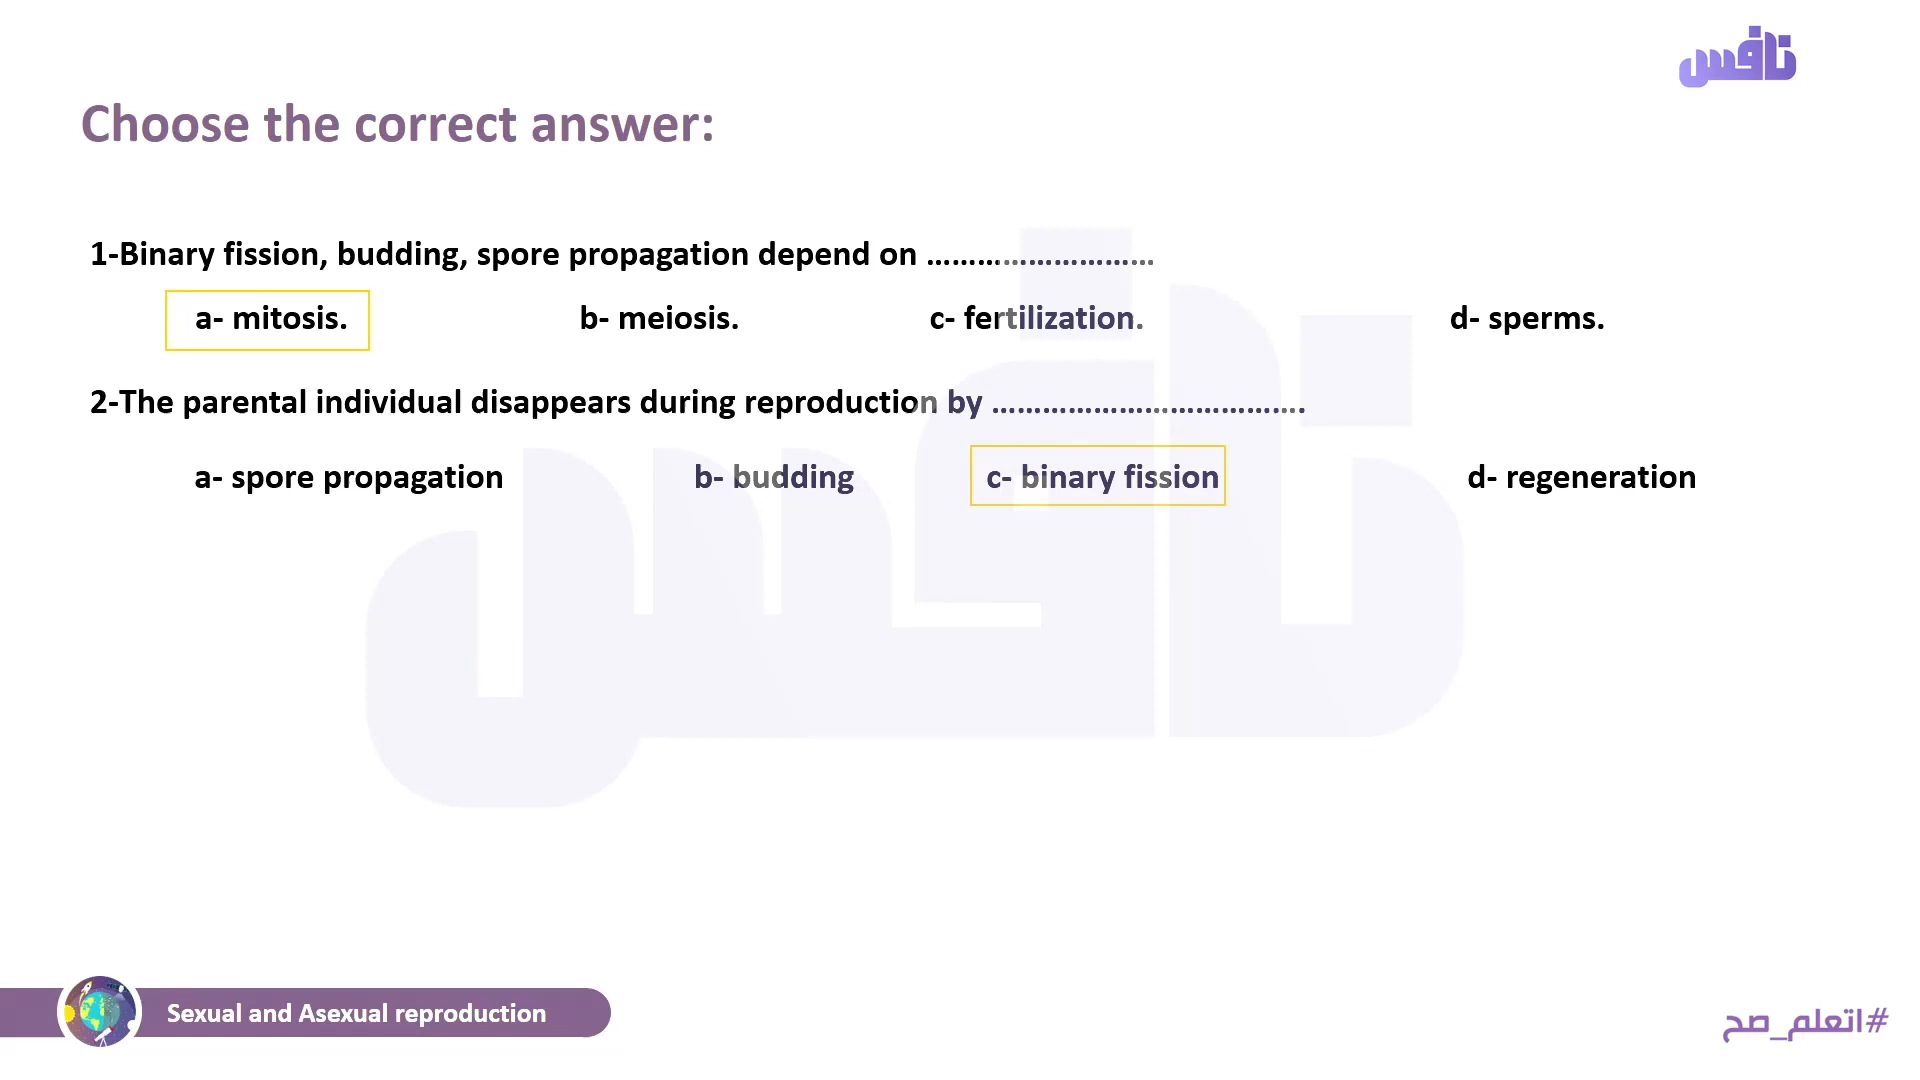 نافس
Choose the correct answer:
1-Binary fission, budding, spore propagation depend on ………………………
a- mitosis. b- meiosis. c- fertilization. d- sperms.
2-The parental individual disappears during reproduction by ……………………………….
a- spore propagation b- budding c- binary fission d- regeneration
Sexual and Asexual reproduction
#اتعلم_صح